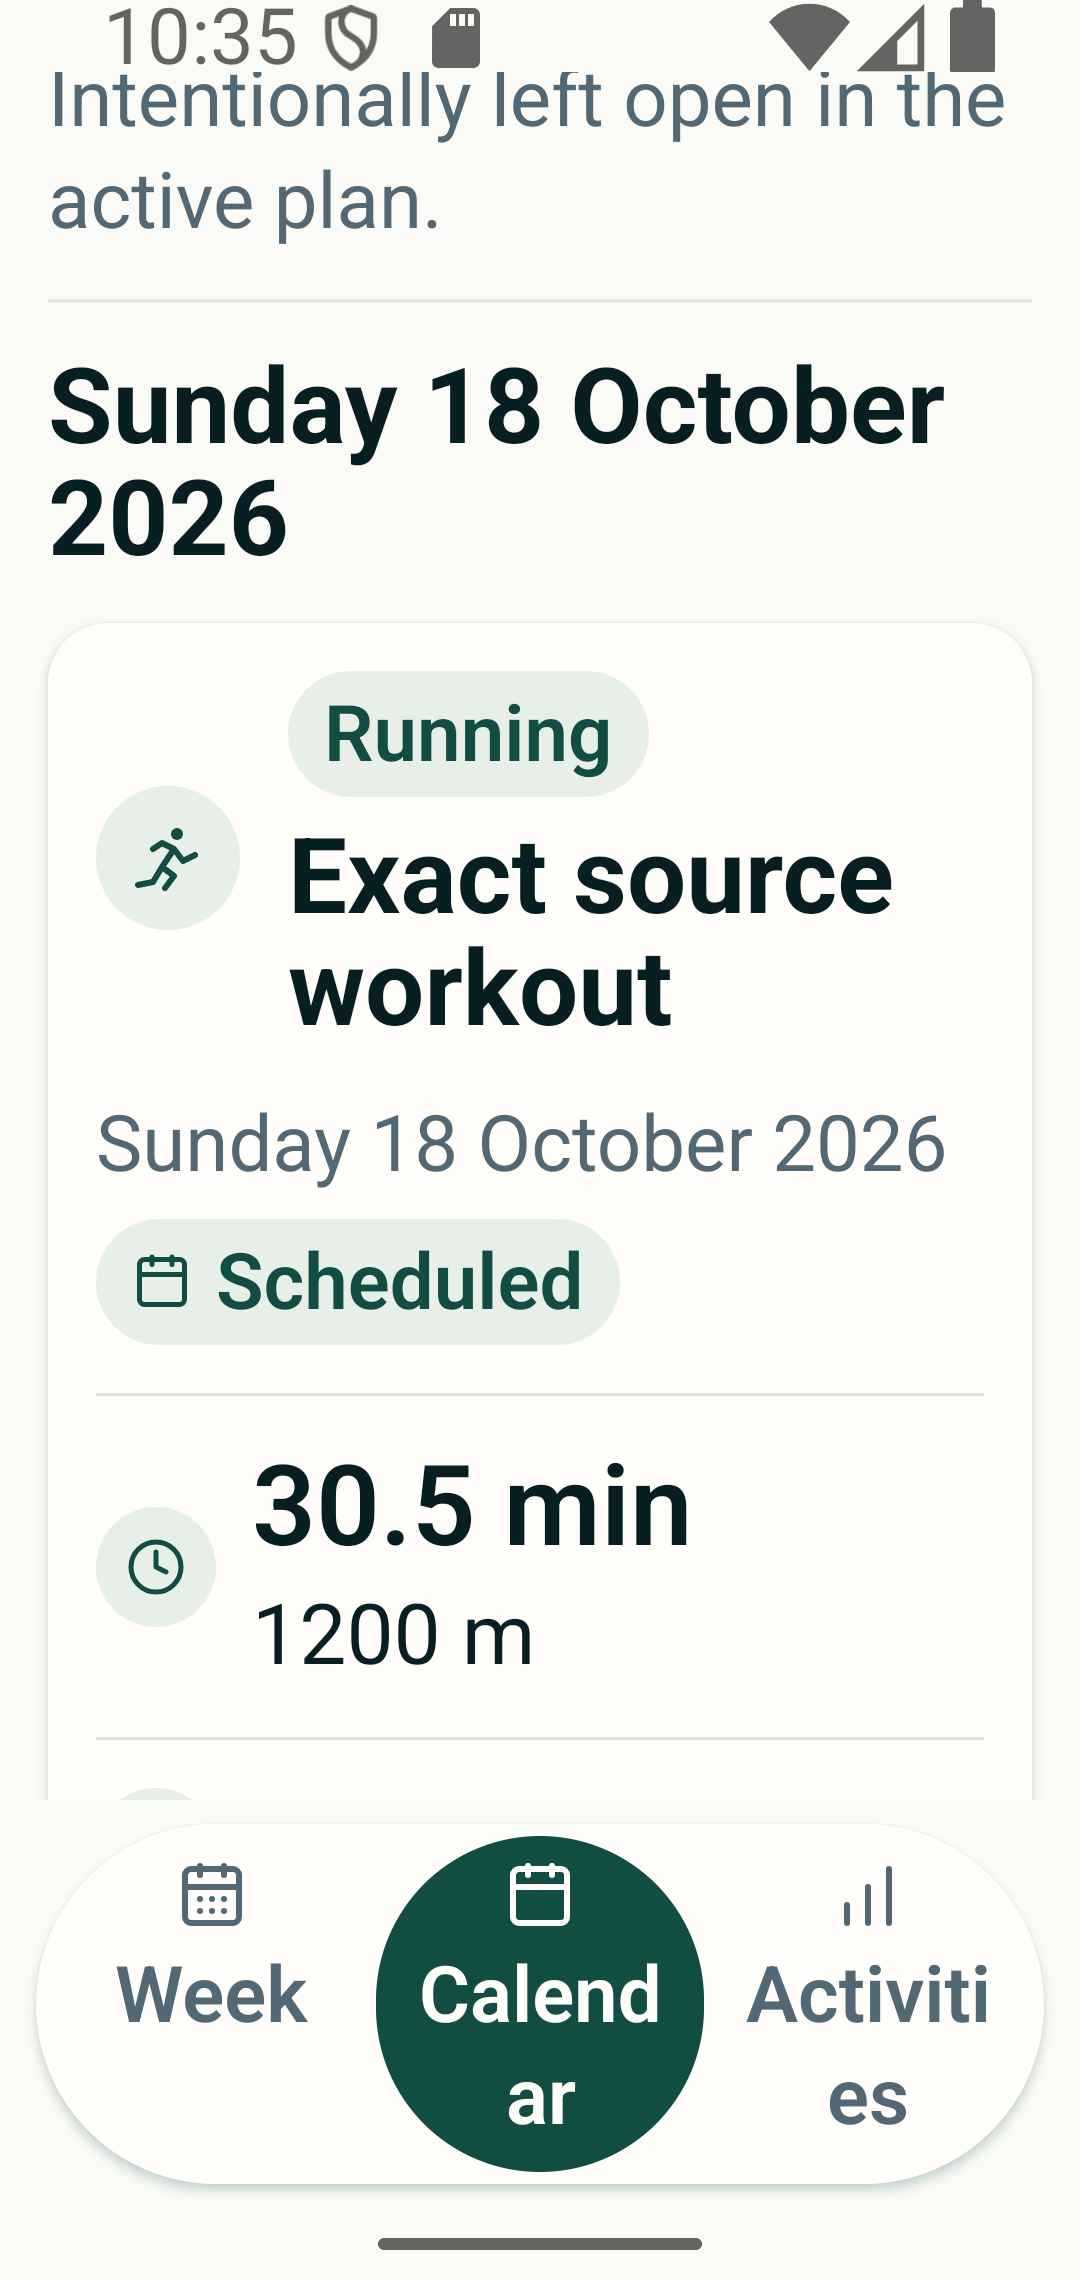 10:35
Intentionally left open in the
active plan.
Sunday 18 October
2026
Running
Exact source
workout
Sunday 18 October 2026
Scheduled
30.5 min
1200 m
Week
Calend
ar
Activiti
es